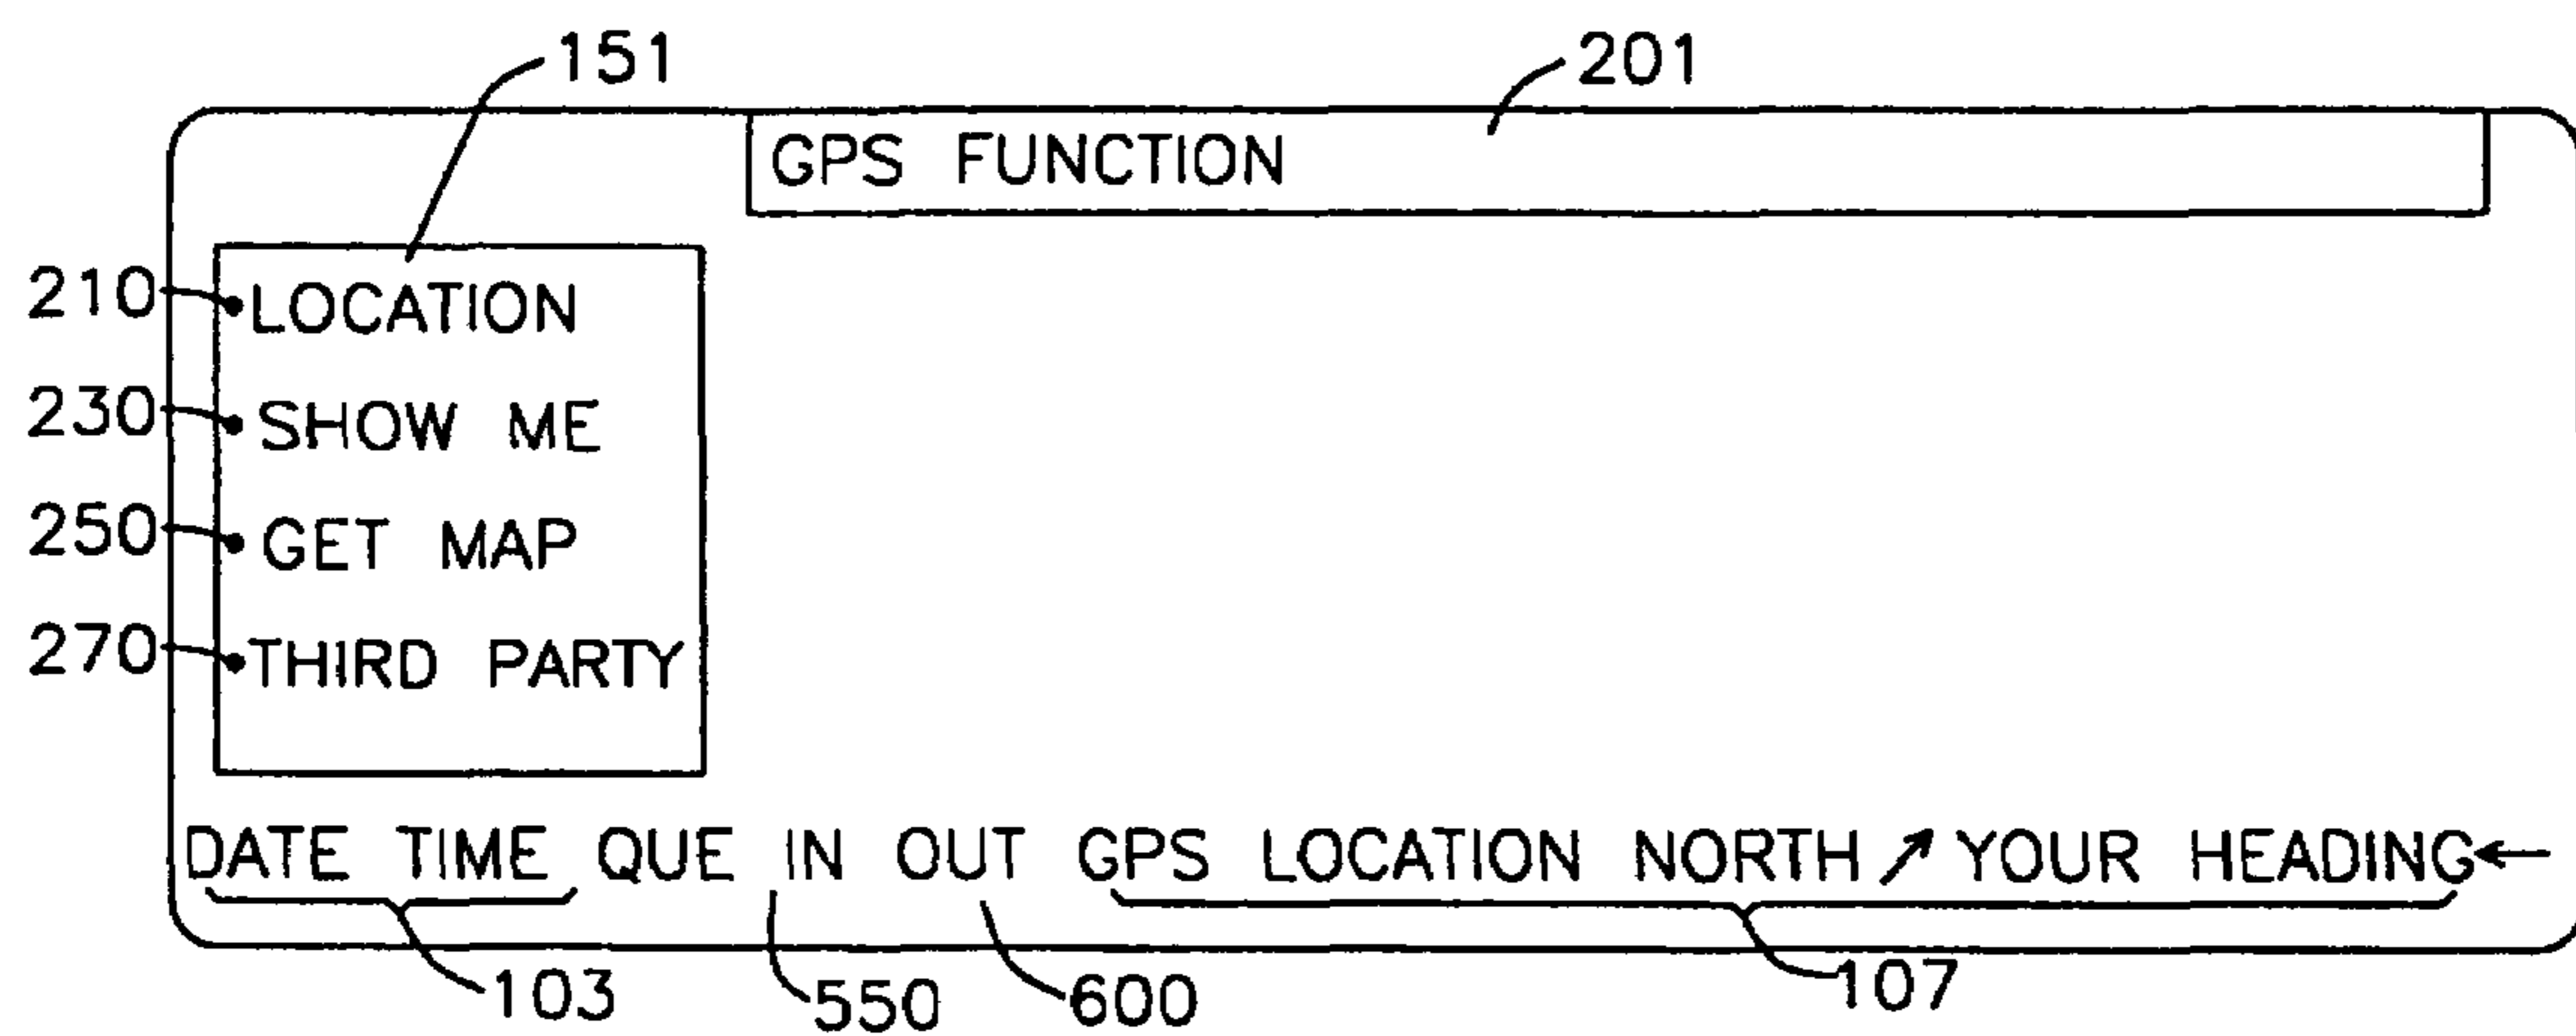 151
201
GPS FUNCTION
210 LOCATION
230 SHOW ME
250 GET MAP
270 THIRD PARTY
DATE TIME QUE IN OUT GPS LOCATION NORTH ↗ YOUR HEADING ←
103
550
600
107